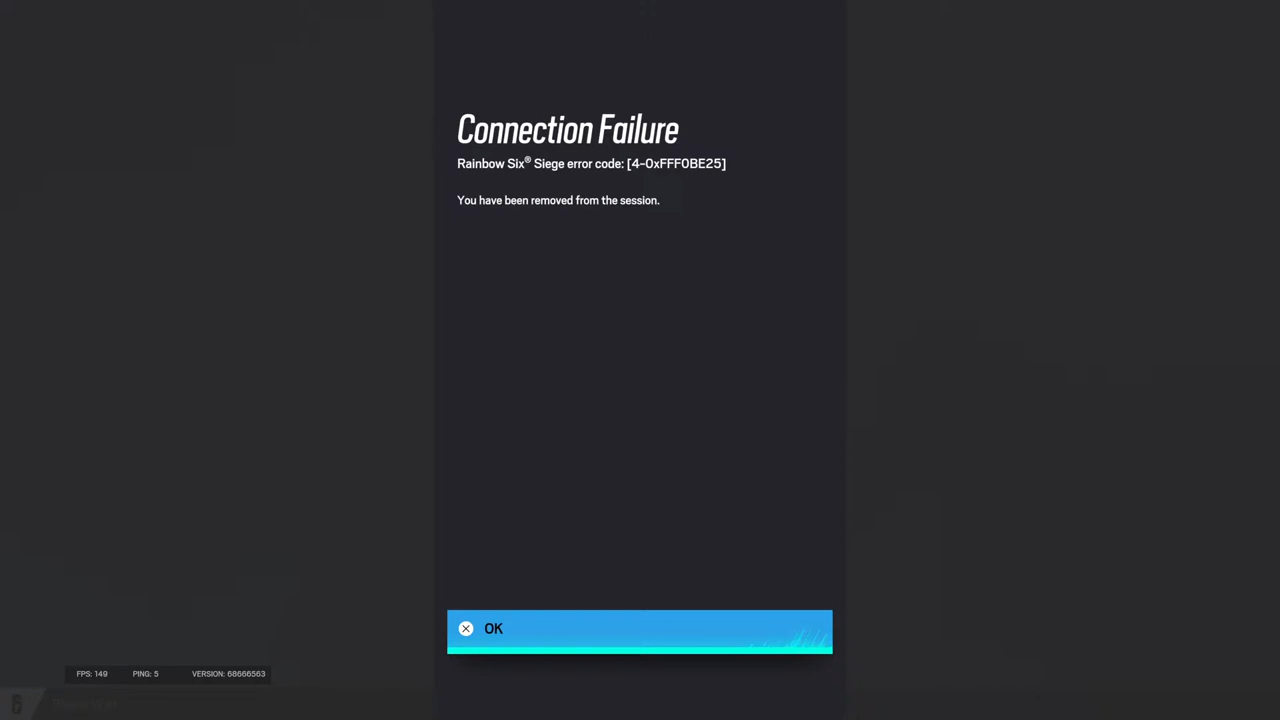 Connection Failure
Rainbow Six® Siege error code: [4-0xFFF0BE25]
You have been removed from the session.
OK
FPS: 149 PING: 5 VERSION: 68666563